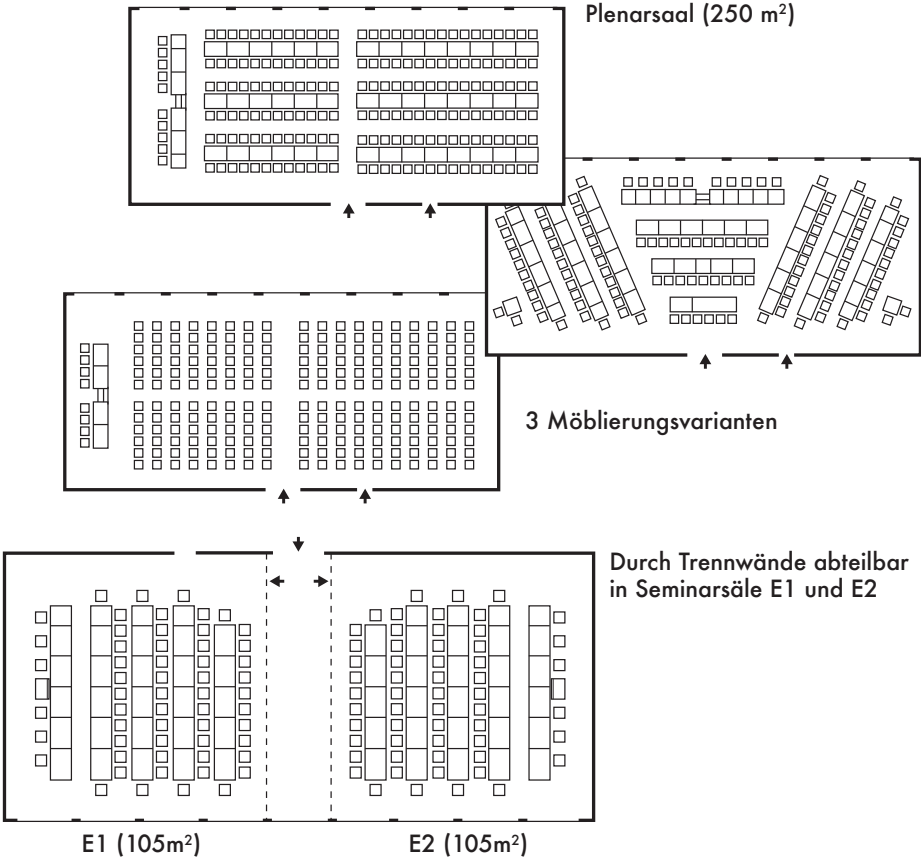 Plenarsaal (250 m²)
3 Möblierungsvarianten
Durch Trennwände abteilbar
in Seminarsäle E1 und E2
E1 (105m²)
E2 (105m²)